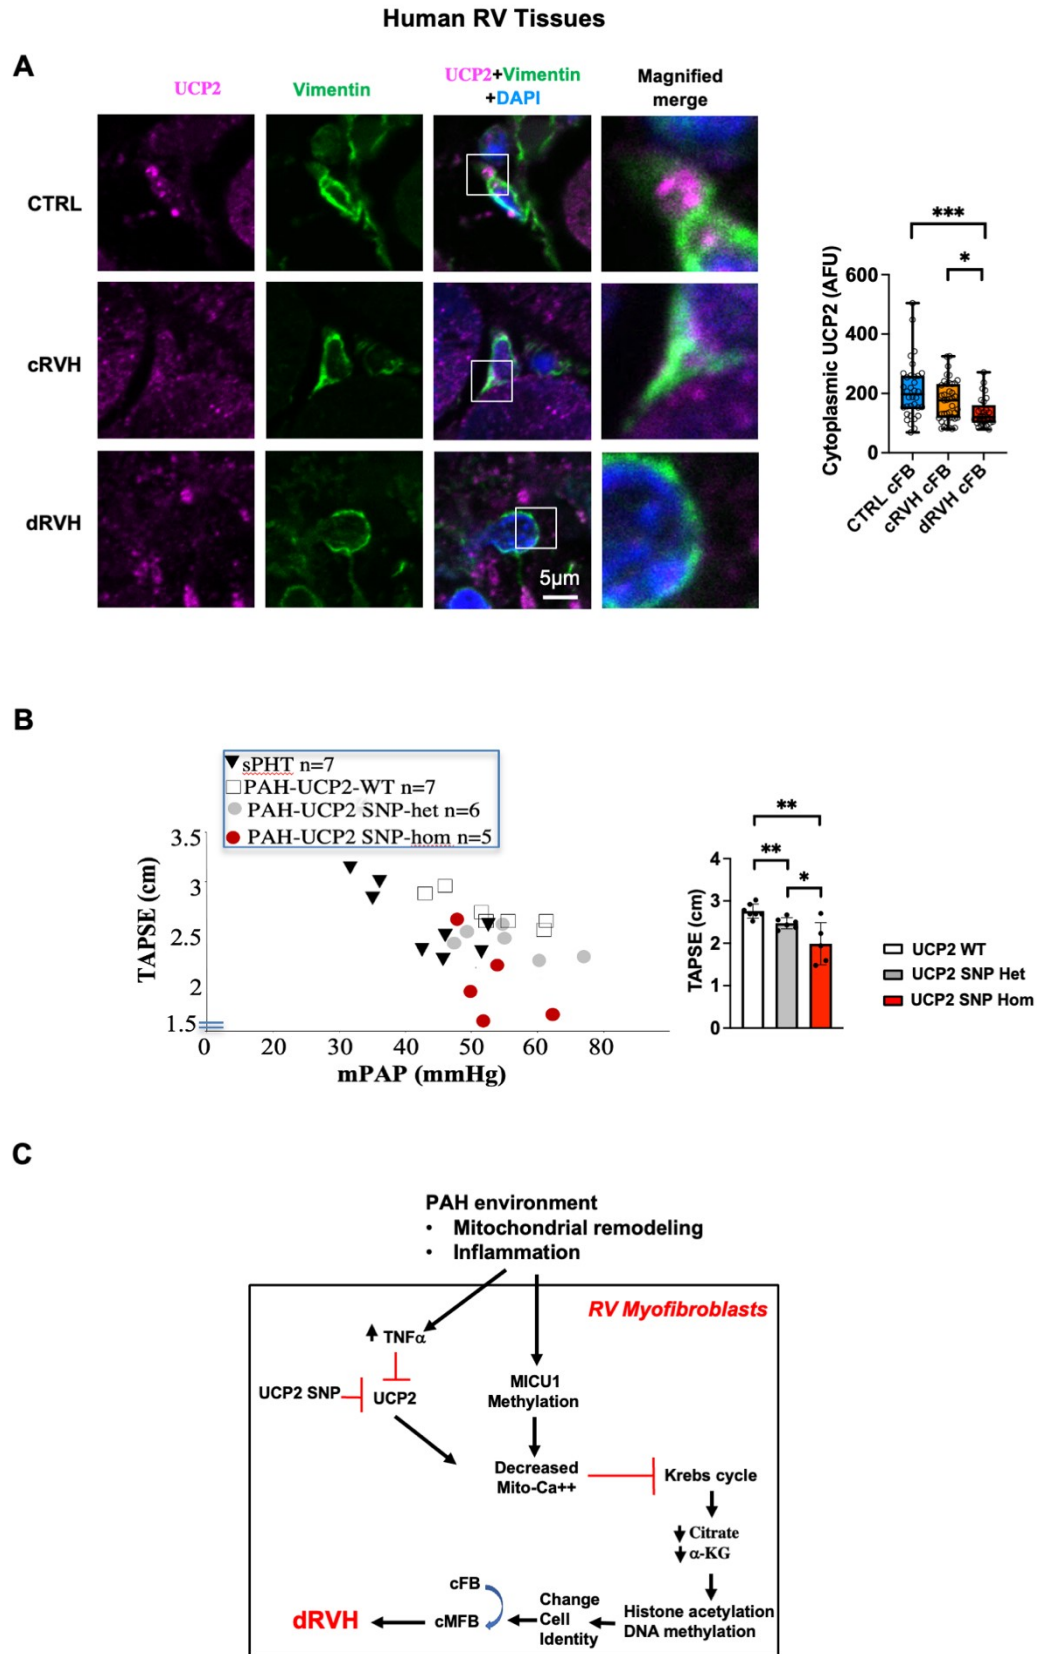 Human RV Tissues
A
UCP2
Vimentin
UCP2+Vimentin
+DAPI
Magnified
merge
CTRL
cRVH
dRVH
5µm
***
*
Cytoplasmic UCP2 (AFU)
600
400
200
0
CTRL cFB
cRVH cFB
dRVH cFB
B
sPHT n=7
PAH-UCP2-WT n=7
PAH-UCP2 SNP-het n=6
PAH-UCP2 SNP-hom n=5
TAPSE (cm)
3.5
3
2.5
2
1.5
0 20 30 40 50 60 80
mPAP (mmHg)
**
**
*
TAPSE (cm)
4
3
2
1
0
UCP2 WT
UCP2 SNP Het
UCP2 SNP Hom
C
PAH environment
• Mitochondrial remodeling
• Inflammation
RV Myofibroblasts
TNFα
UCP2 SNP
UCP2
MICU1
Methylation
Decreased
Mito-Ca++
Krebs cycle
Citrate
α-KG
Histone acetylation
DNA methylation
Change
Cell
Identity
cFB
cMFB
dRVH